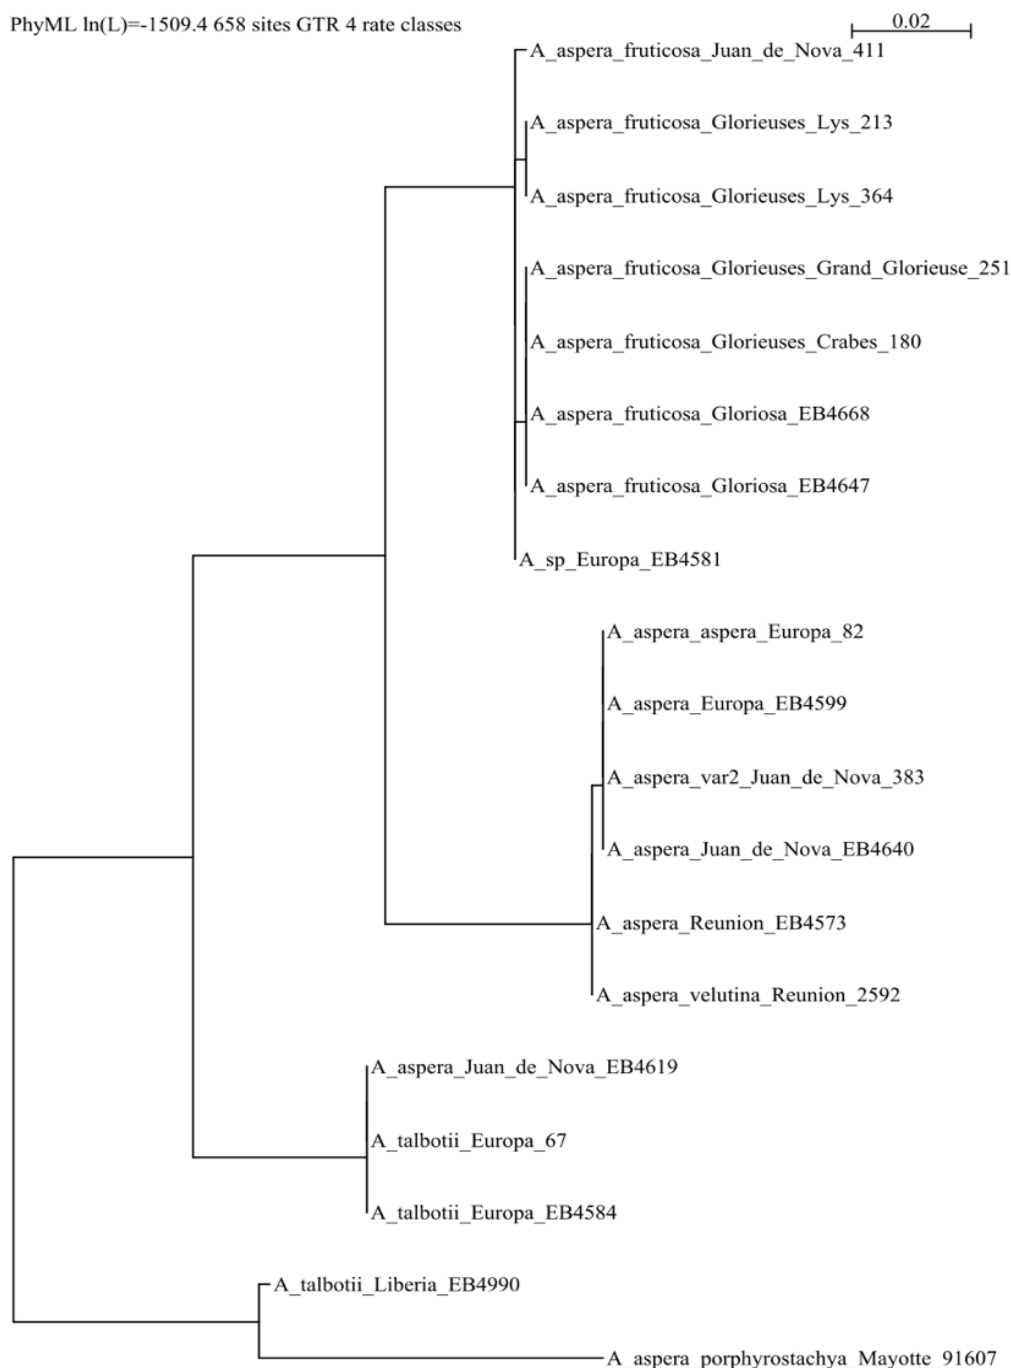 PhyML ln(L)=-1509.4 658 sites GTR 4 rate classes
0.02
A_aspera_fruticosa_Juan_de_Nova_411
A_aspera_fruticosa_Glorieuses_Lys_213
A_aspera_fruticosa_Glorieuses_Lys_364
A_aspera_fruticosa_Glorieuses_Grand_Glorieuse_251
A_aspera_fruticosa_Glorieuses_Crabes_180
A_aspera_fruticosa_Gloriosa_EB4668
A_aspera_fruticosa_Gloriosa_EB4647
A_sp_Europa_EB4581
A_aspera_aspera_Europa_82
A_aspera_Europa_EB4599
A_aspera_var2_Juan_de_Nova_383
A_aspera_Juan_de_Nova_EB4640
A_aspera_Reunion_EB4573
A_aspera_velutina_Reunion_2592
A_aspera_Juan_de_Nova_EB4619
A_talbotii_Europa_67
A_talbotii_Europa_EB4584
A_talbotii_Liberia_EB4990
A_aspera_porphyrostachya_Mayotte_91607